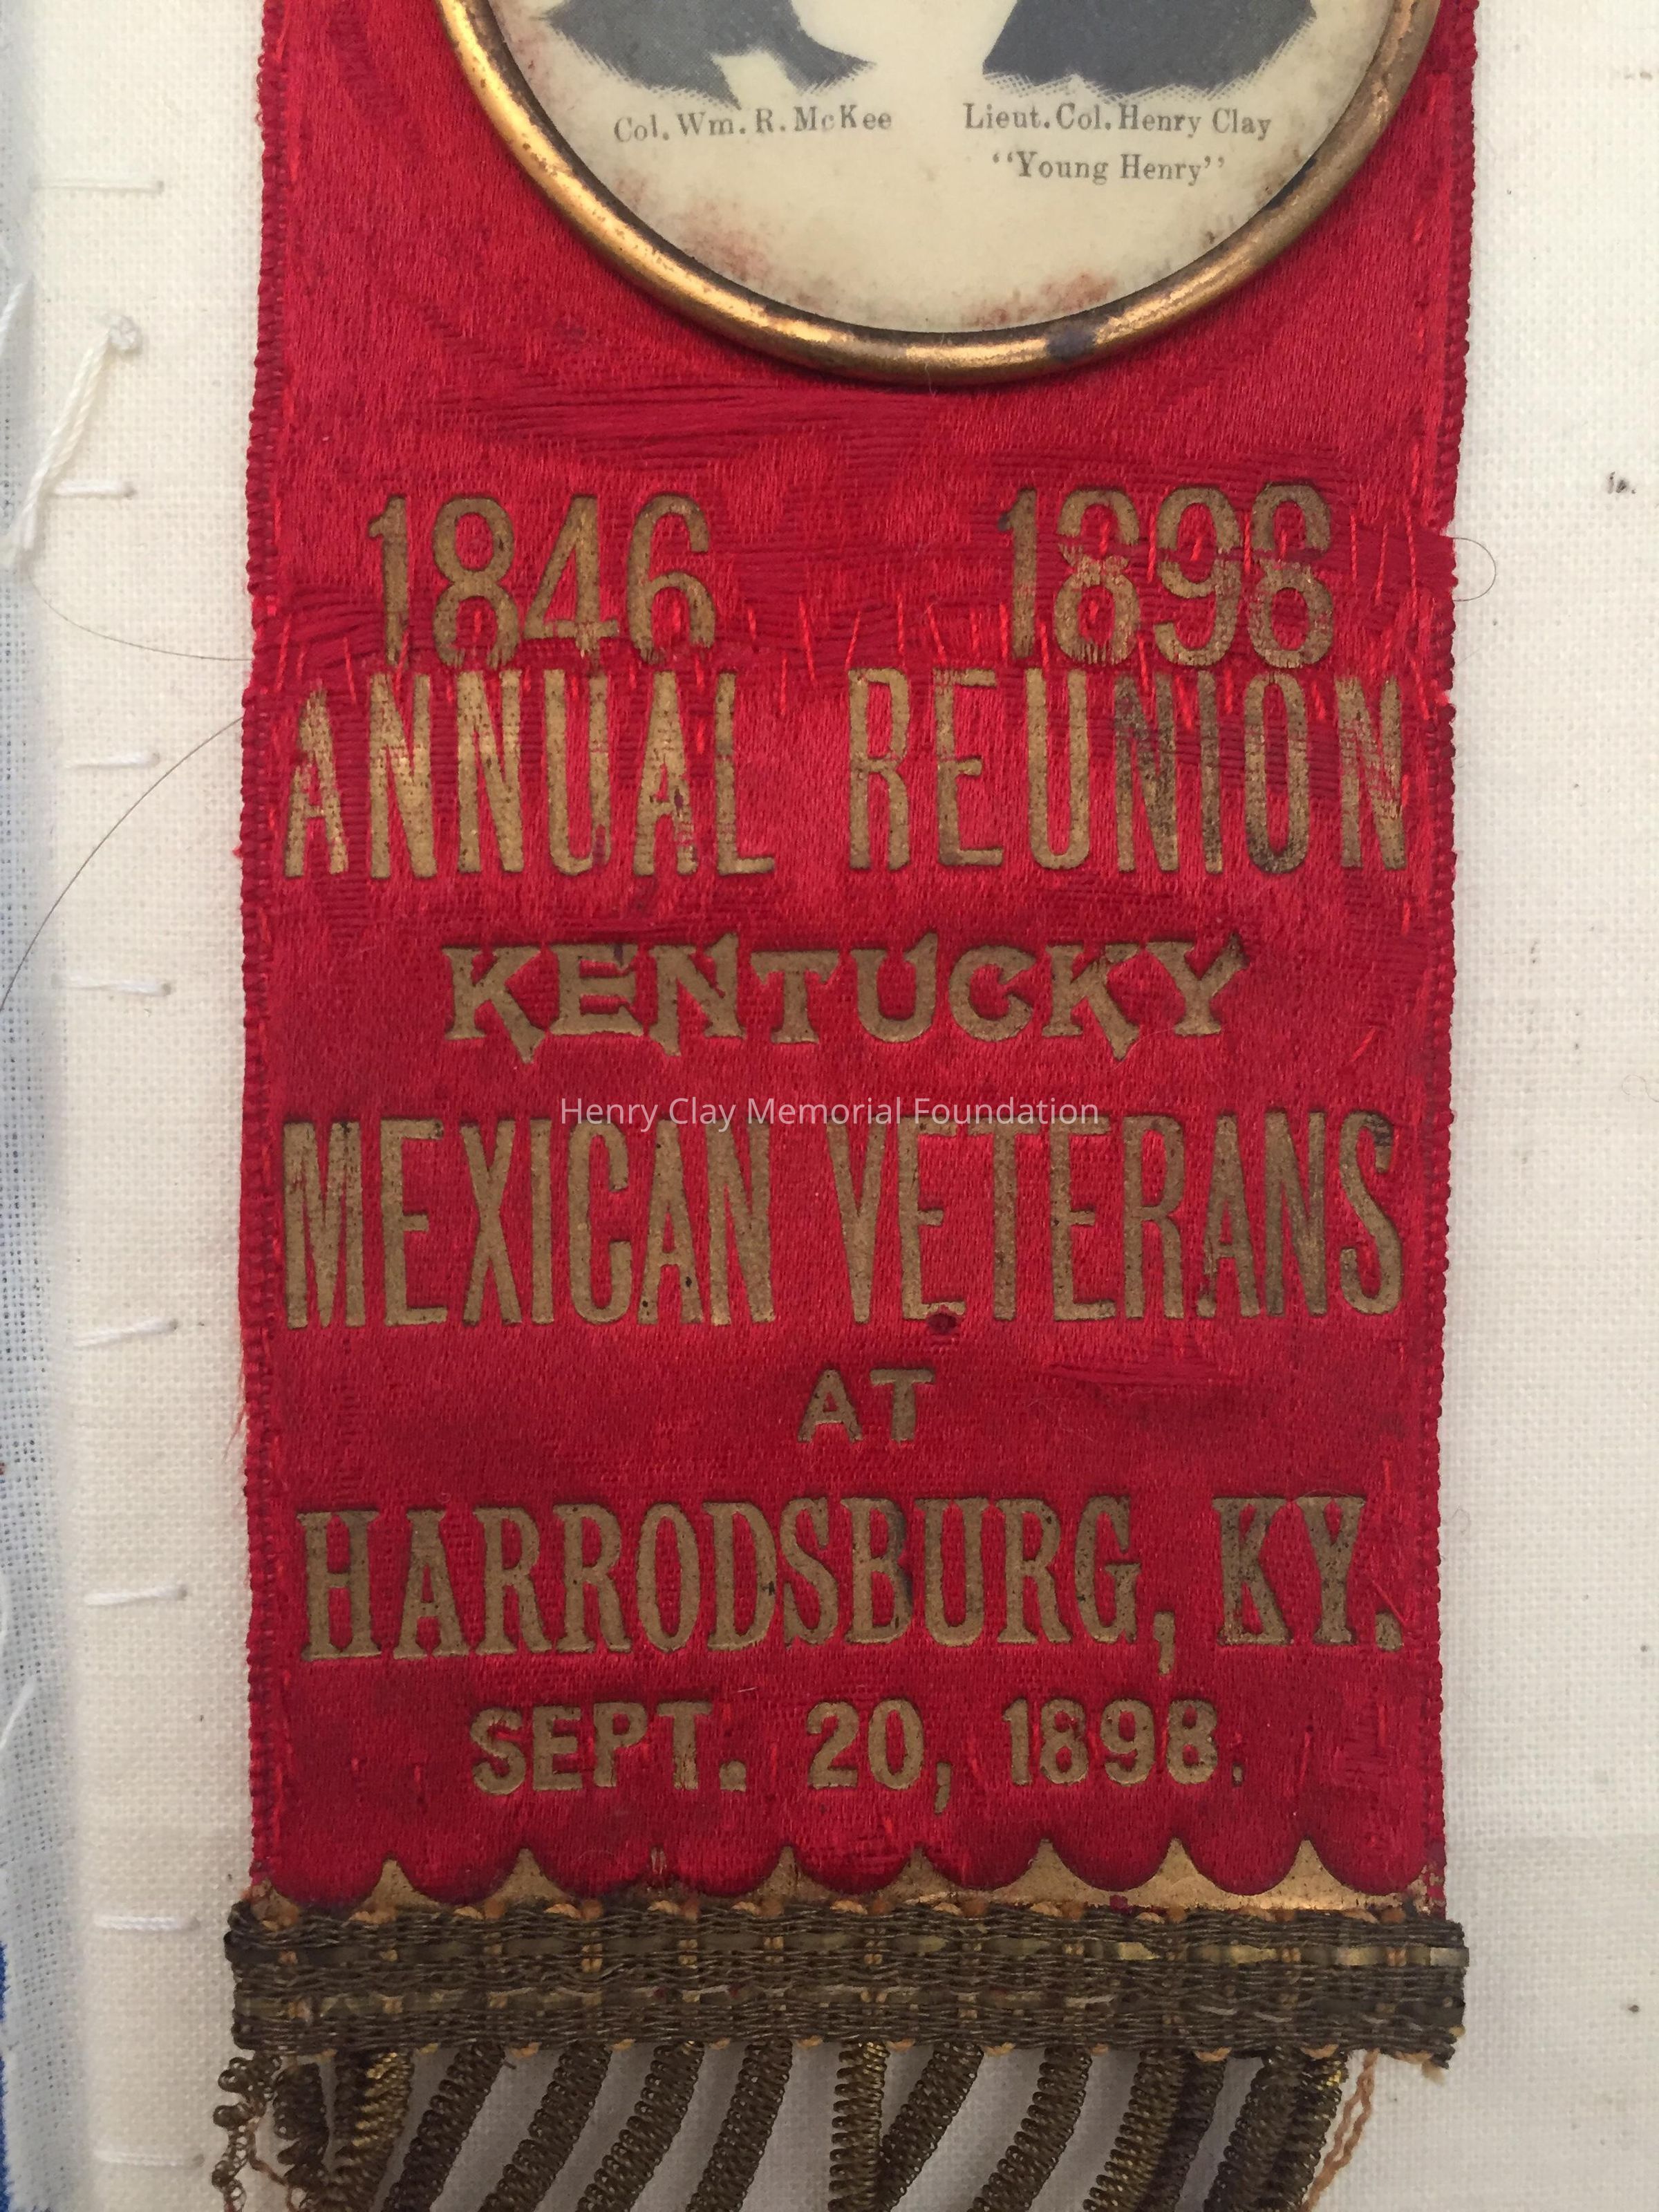 Col. Wm. R. McKee
Lieut. Col. Henry Clay
"Young Henry"
1846 1898
ANNUAL REUNION
KENTUCKY
Henry Clay Memorial Foundation
MEXICAN VETERANS
AT
HARRODSBURG, KY.
SEPT. 20, 1898.